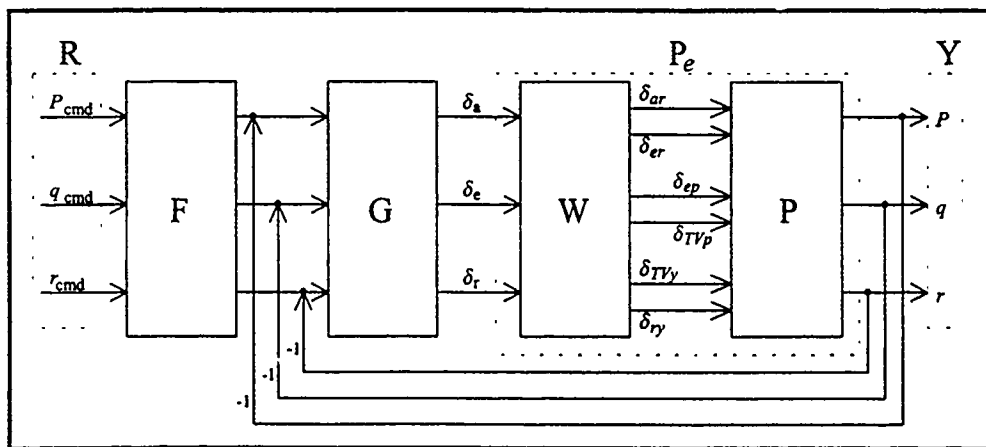 R P_e Y
P_cmd δ_ar P
δ_a
δ_er
q_cmd F G δ_e W δ_ep P q
δ_TVp
r_cmd δ_r δ_TVy r
δ_ry
-1
-1
-1